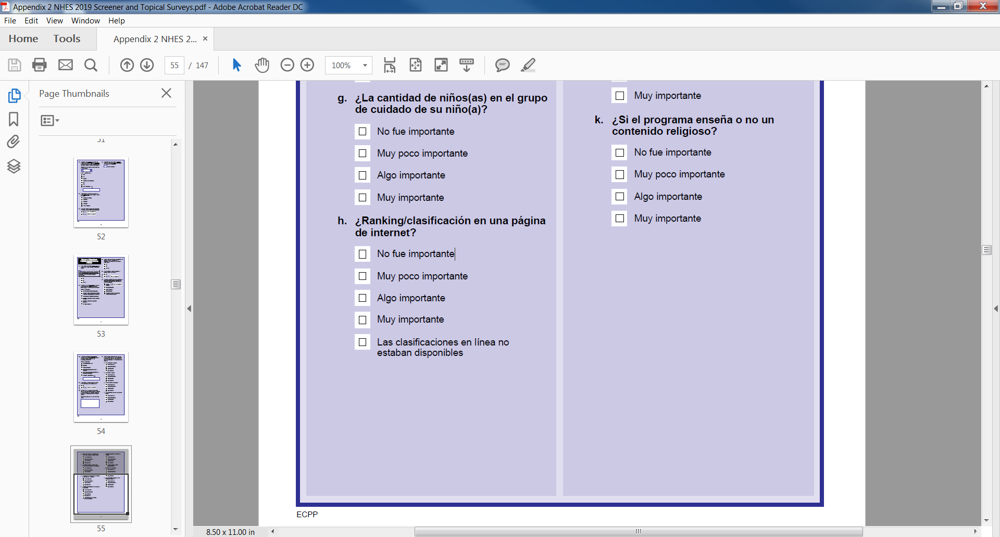 Appendix 2 NHES 2019 Screener and Topical Surveys.pdf - Adobe Acrobat Reader DC
File Edit View Window Help
Home Tools Appendix 2 NHES 2... ×
55 / 147 100%
Page Thumbnails
51
52
53
54
55
g. ¿La cantidad de niños(as) en el grupo
de cuidado de su niño(a)?
No fue importante
Muy poco importante
Algo importante
Muy importante
h. ¿Ranking/clasificación en una página
de internet?
No fue importante
Muy poco importante
Algo importante
Muy importante
Las clasificaciones en línea no
estaban disponibles
Muy importante
k. ¿Si el programa enseña o no un
contenido religioso?
No fue importante
Muy poco importante
Algo importante
Muy importante
ECPP
8.50 x 11.00 in